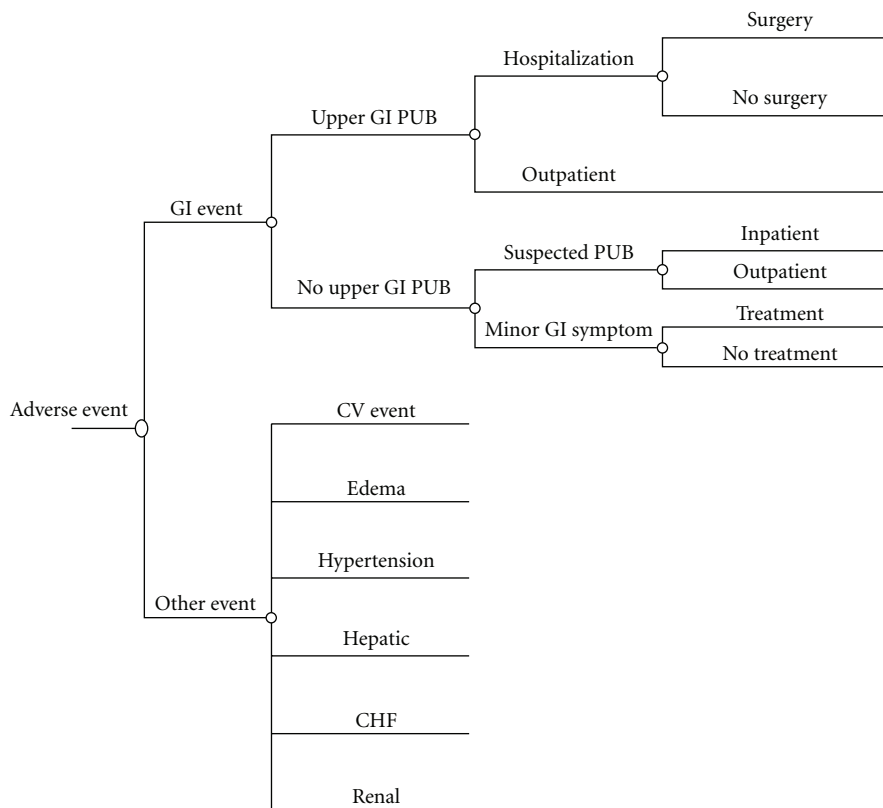 Surgery
Hospitalization
No surgery
Upper GI PUB
Outpatient
GI event
Inpatient
Suspected PUB
Outpatient
No upper GI PUB
Treatment
Minor GI symptom
No treatment
Adverse event
CV event
Edema
Hypertension
Other event
Hepatic
CHF
Renal